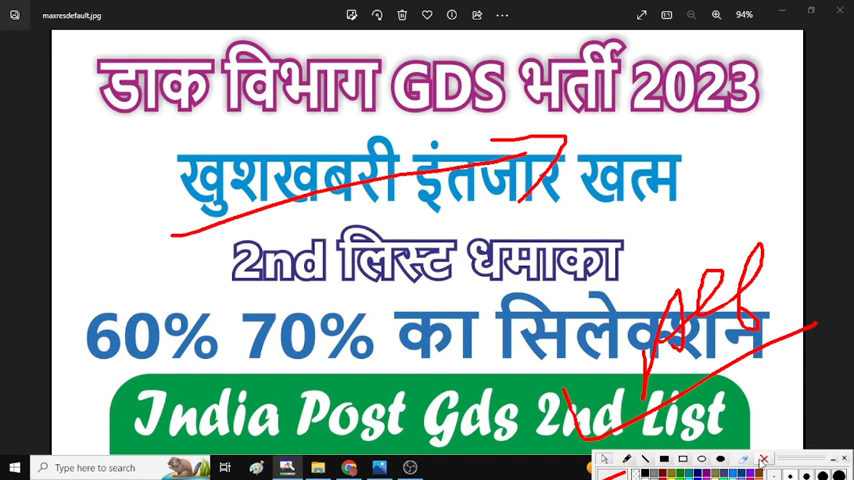 maxresdefault.jpg
94%
डाक विभाग GDS भर्ती 2023
खुशखबरी इंतजार खत्म
2nd लिस्ट धमाका
60% 70% का सिलेक्शन
India Post Gds 2nd List
Type here to search